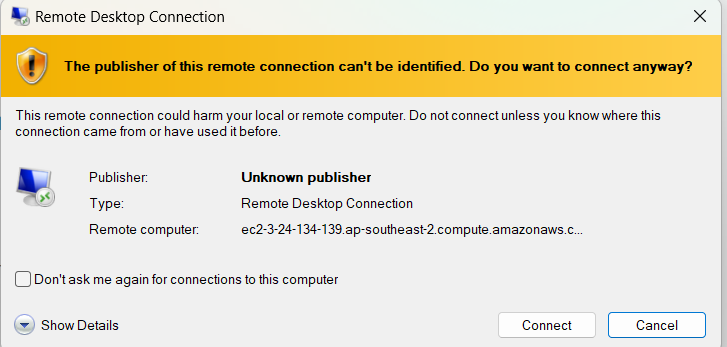 Remote Desktop Connection
The publisher of this remote connection can't be identified. Do you want to connect anyway?
This remote connection could harm your local or remote computer. Do not connect unless you know where this
connection came from or have used it before.
Publisher: Unknown publisher
Type: Remote Desktop Connection
Remote computer: ec2-3-24-134-139.ap-southeast-2.compute.amazonaws.c...
Don't ask me again for connections to this computer
Show Details Connect Cancel